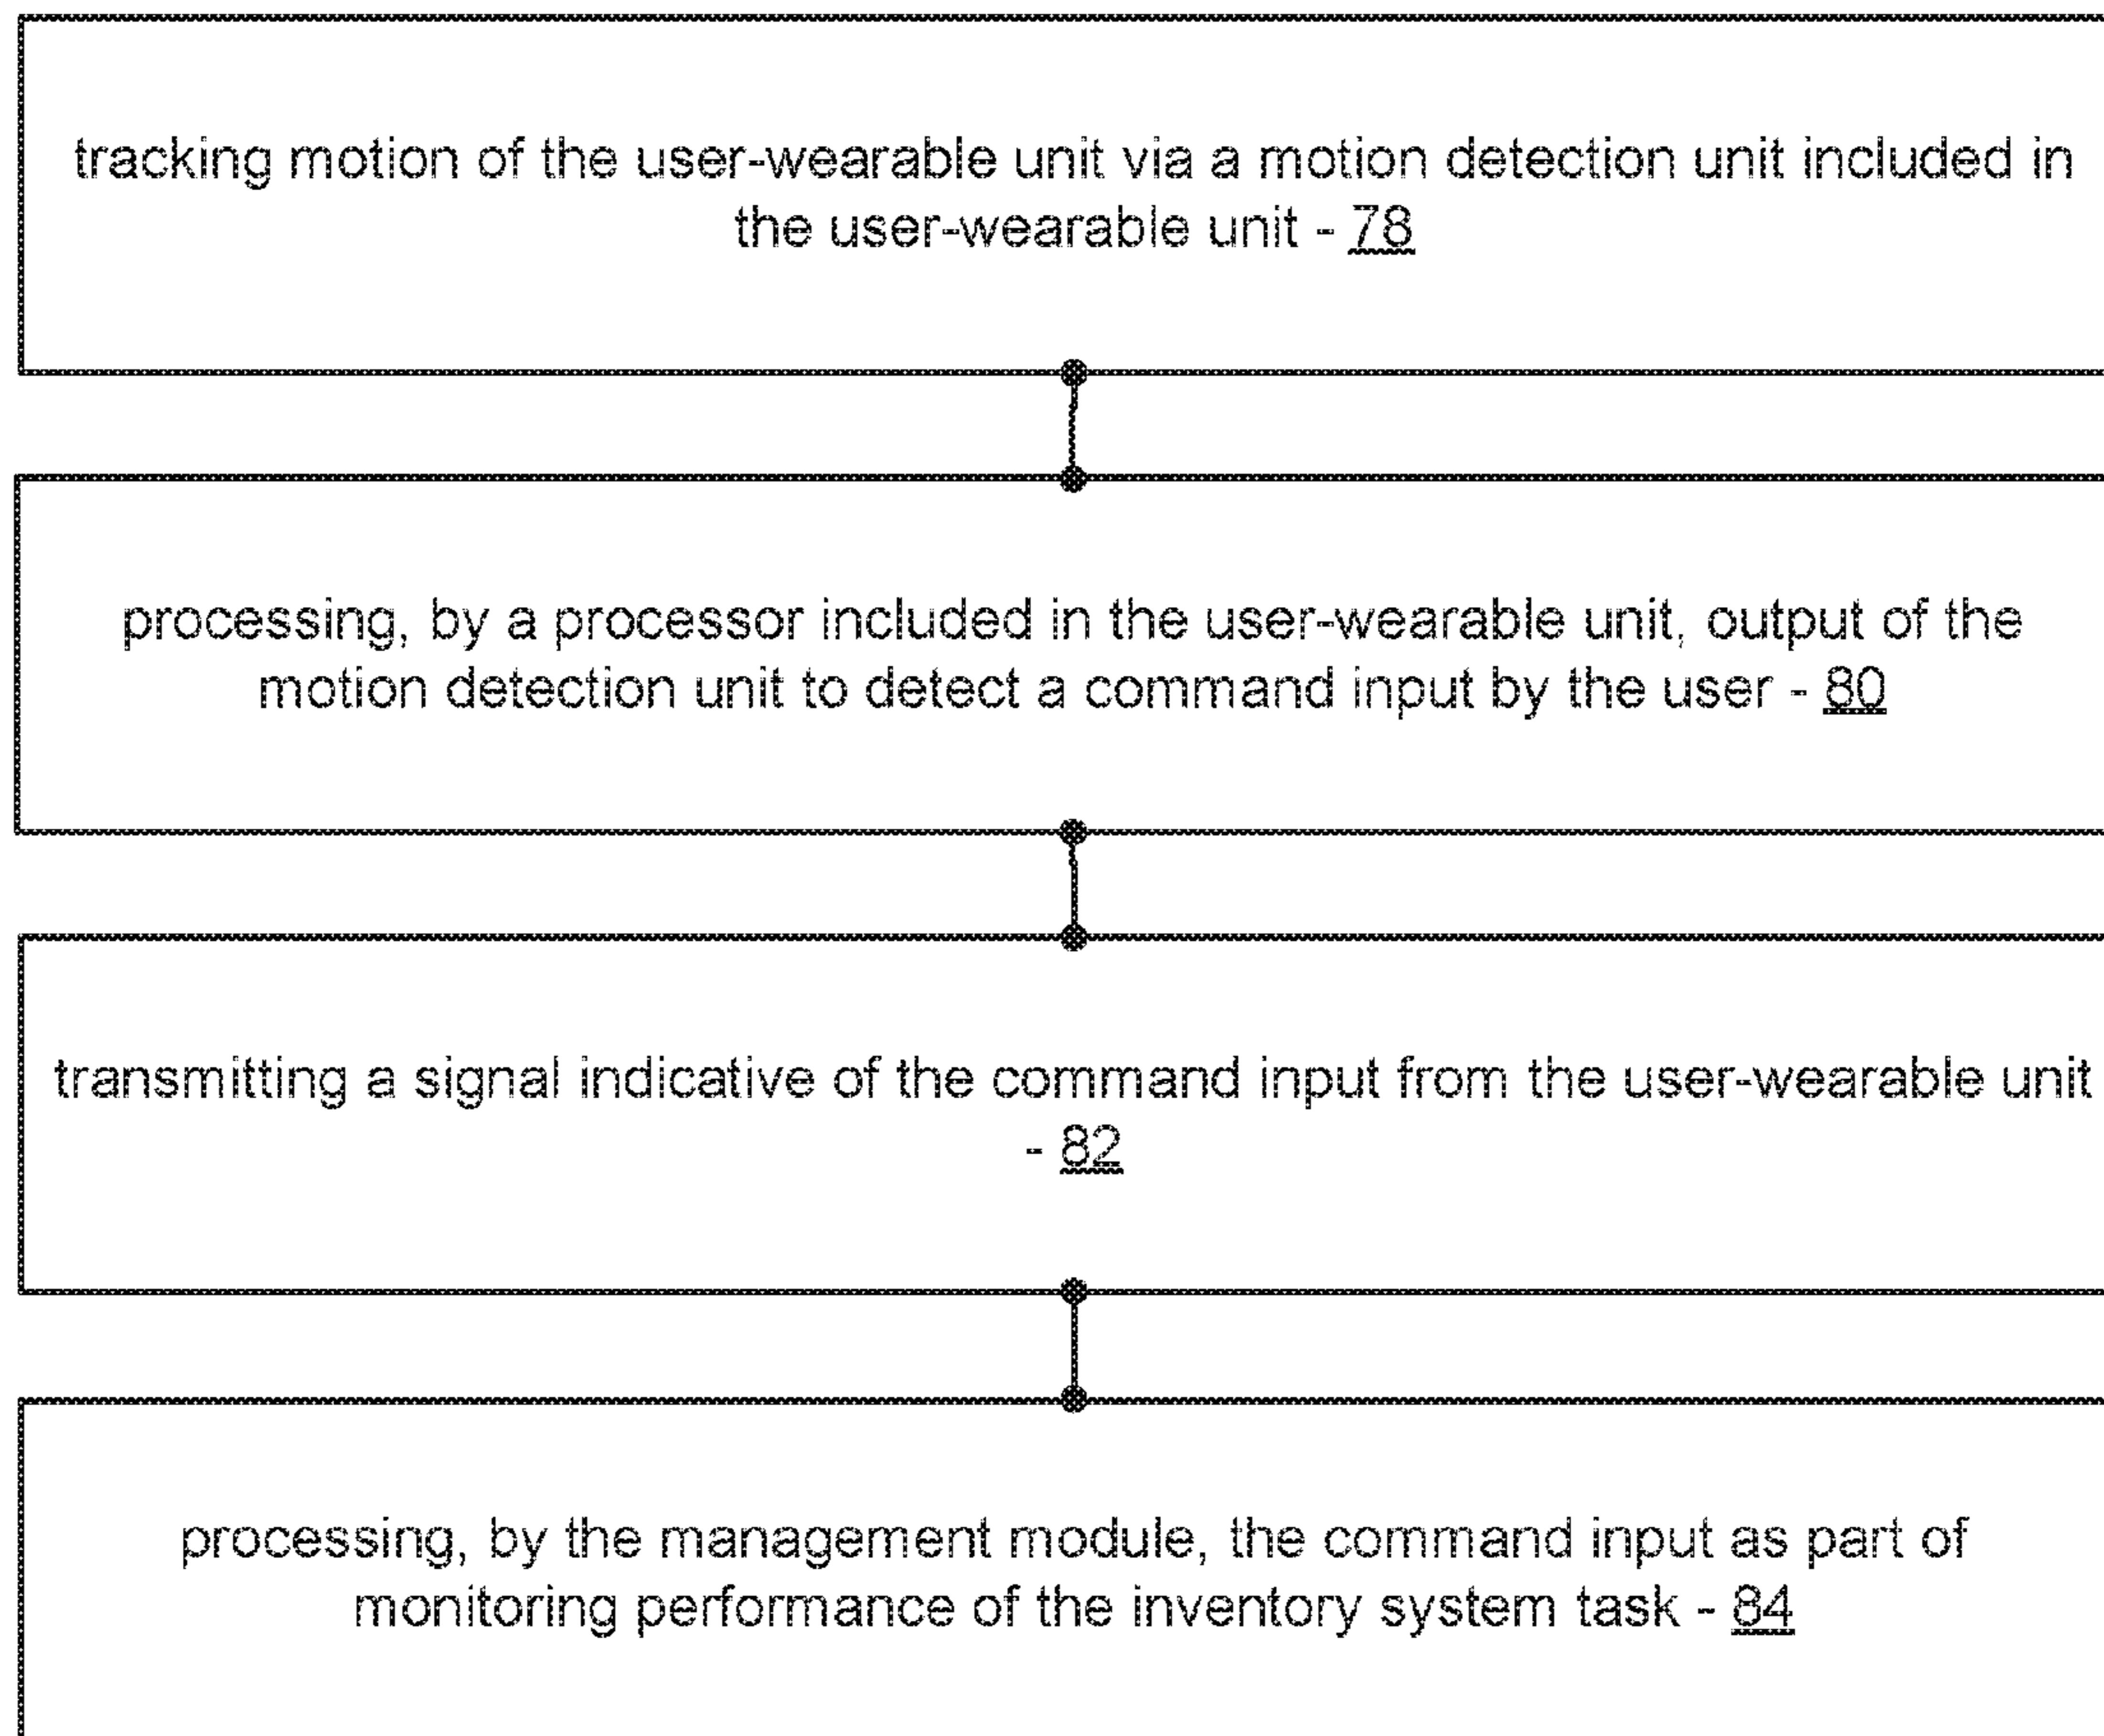 tracking motion of the user-wearable unit via a motion detection unit included in
the user-wearable unit - 78
processing, by a processor included in the user-wearable unit, output of the
motion detection unit to detect a command input by the user - 80
transmitting a signal indicative of the command input from the user-wearable unit
- 82
processing, by the management module, the command input as part of
monitoring performance of the inventory system task - 84